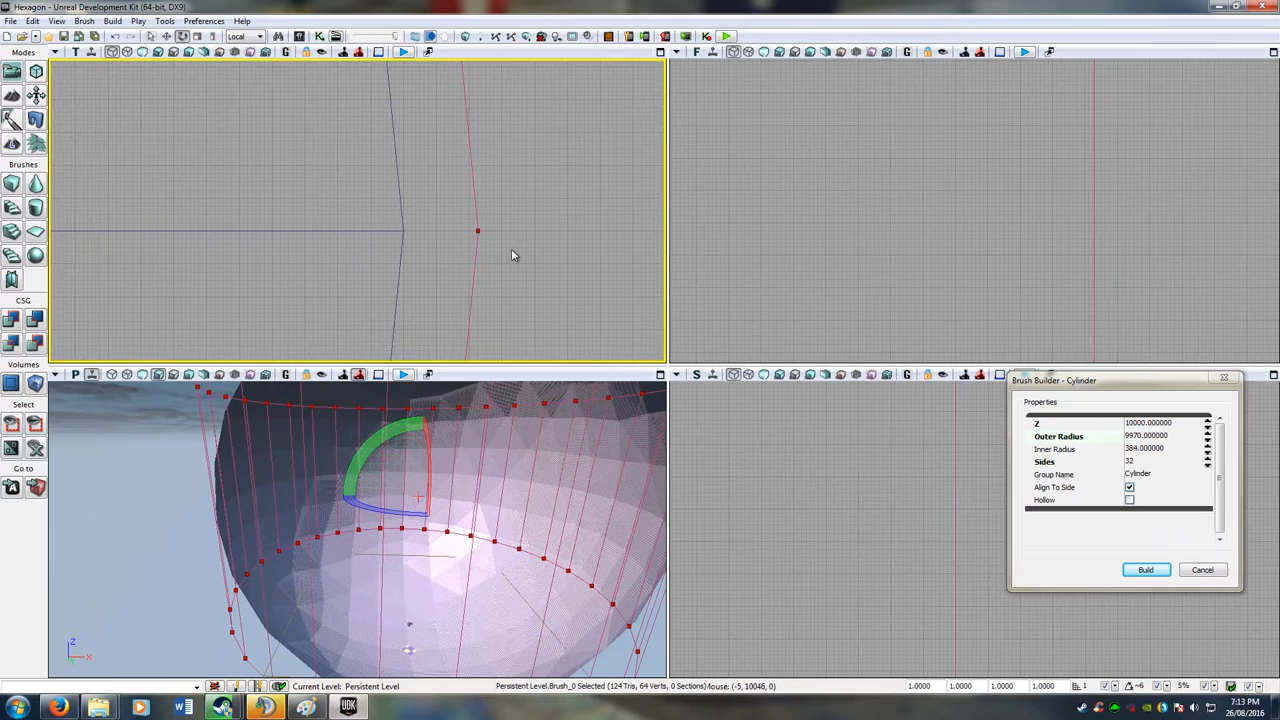 Hexagon - Unreal Development Kit (64-bit, DX9)
File Edit View Brush Build Play Tools Preferences Help
Local
Modes
T
G
F
G
Brushes
CSG
Volumes
Select
Go to
P
G
S
G
Z
X
Brush Builder - Cylinder
Properties
Z 10000.000000
Outer Radius 9970.000000
Inner Radius 384.000000
Sides 32
Group Name Cylinder
Align To Side
Hollow
Build Cancel
Current Level: Persistent Level
Persistent Level.Brush_0 Selected (124 Tris, 64 Verts, 0 Sections)
Mouse: (-5, 10046, 0)
1.0000 1.0000 1.0000 1.0000
1
~6
5%
UDK
7:13 PM
26/08/2016